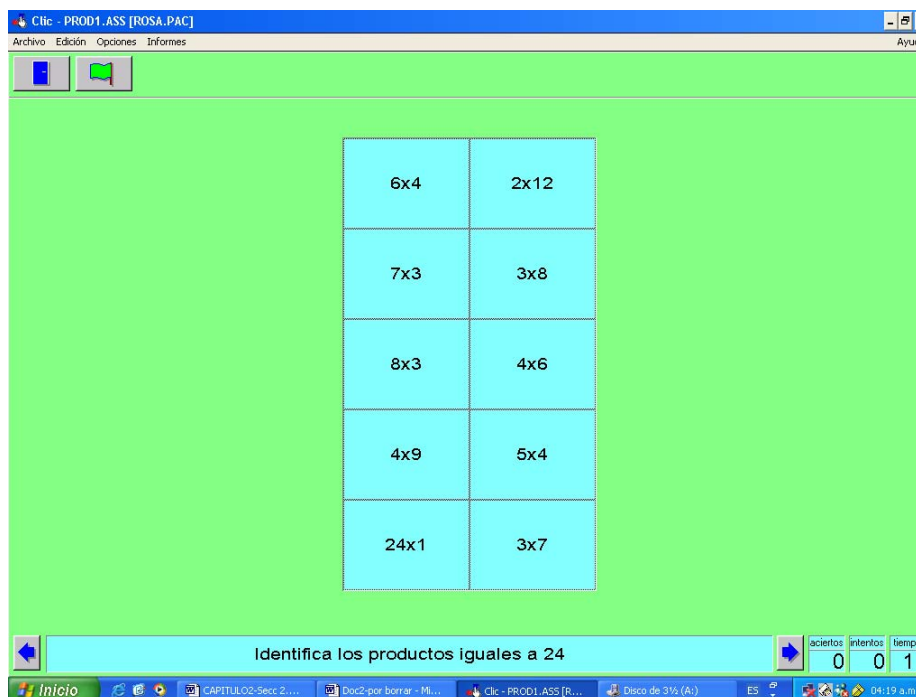 Clic - PROD1.ASS [ROSA.PAC]
Archivo Edición Opciones Informes Ayu
6x4 2x12
7x3 3x8
8x3 4x6
4x9 5x4
24x1 3x7
aciertos intentos tiemp
Identifica los productos iguales a 24 0 0 1
Inicio CAPITULO2-Secc 2.... Doc2-por borrar - Mi... Clic - PROD1.ASS [R... Disco de 3½ (A:) ES 04:19 a.m